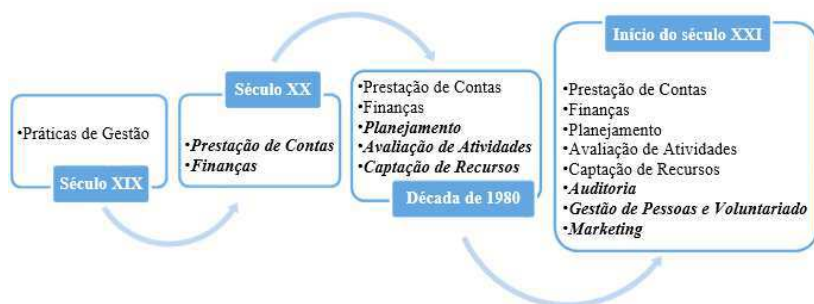 •Práticas de Gestão
Século XIX
Século XX
•Prestação de Contas
•Finanças
•Prestação de Contas
•Finanças
•Planejamento
•Avaliação de Atividades
•Captação de Recursos
Década de 1980
Início do século XXI
•Prestação de Contas
•Finanças
•Planejamento
•Avaliação de Atividades
•Captação de Recursos
•Auditoria
•Gestão de Pessoas e Voluntariado
•Marketing